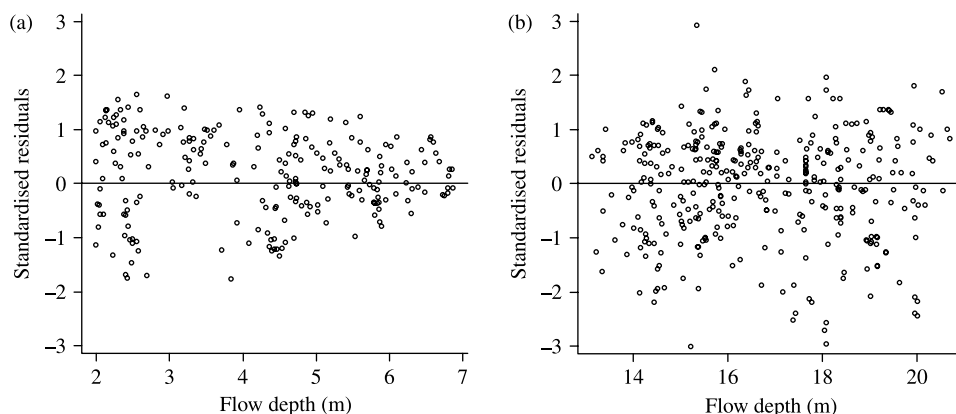 (a)
3
2
1
0
−1
−2
−3
Standardised residuals
2 3 4 5 6 7
Flow depth (m)
(b)
3
2
1
0
−1
−2
−3
Standardised residuals
14 16 18 20
Flow depth (m)